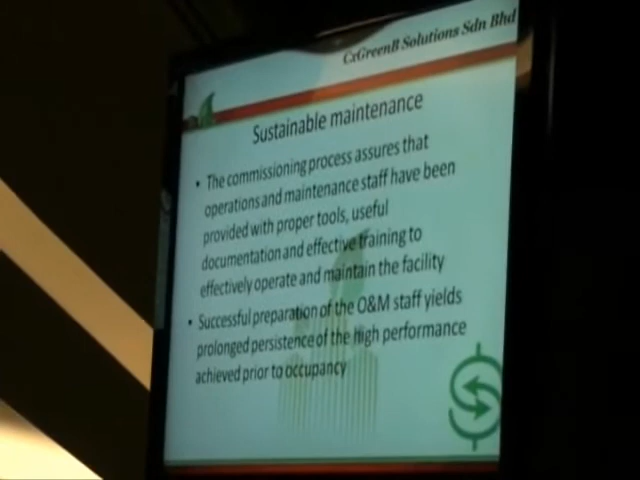 CxGreenB Solutions Sdn Bhd
Sustainable maintenance
• The commissioning process assures that
operations and maintenance staff have been
provided with proper tools, useful
documentation and effective training to
effectively operate and maintain the facility
• Successful preparation of the O&M staff yields
prolonged persistence of the high performance
achieved prior to occupancy